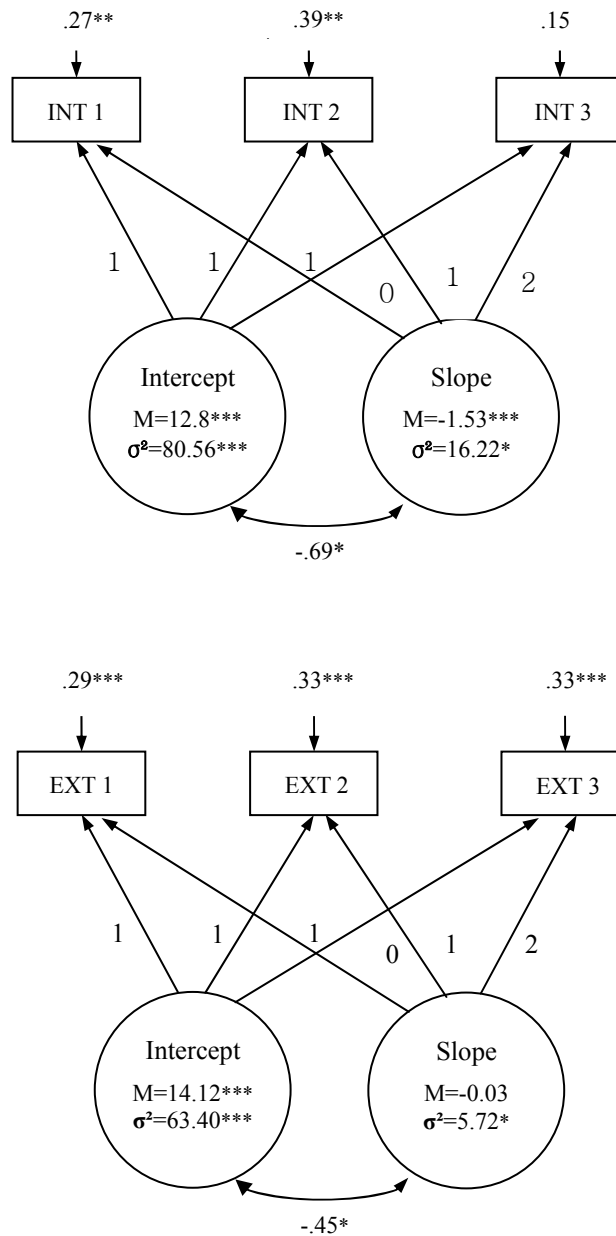 .27** .39** .15
INT 1 INT 2 INT 3
1 1 1 0 1 2
Intercept Slope
M=12.8*** M=-1.53***
σ²=80.56*** σ²=16.22*
-.69*
.29*** .33*** .33***
EXT 1 EXT 2 EXT 3
1 1 1 0 1 2
Intercept Slope
M=14.12*** M=-0.03
σ²=63.40*** σ²=5.72*
-.45*